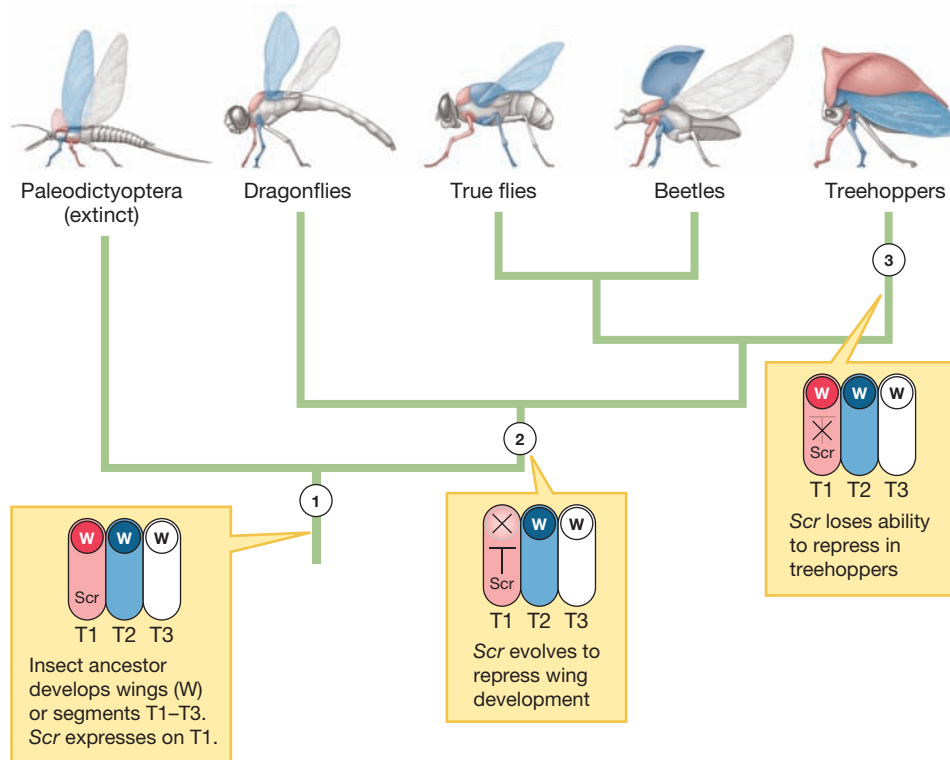 Paleodictyoptera
(extinct)
Dragonflies
True flies
Beetles
Treehoppers
3
2
1
W W W
Scr
T1 T2 T3
Scr loses ability
to repress in
treehoppers
W W
Scr
T1 T2 T3
Scr evolves to
repress wing
development
W W W
Scr
T1 T2 T3
Insect ancestor
develops wings (W)
or segments T1–T3.
Scr expresses on T1.